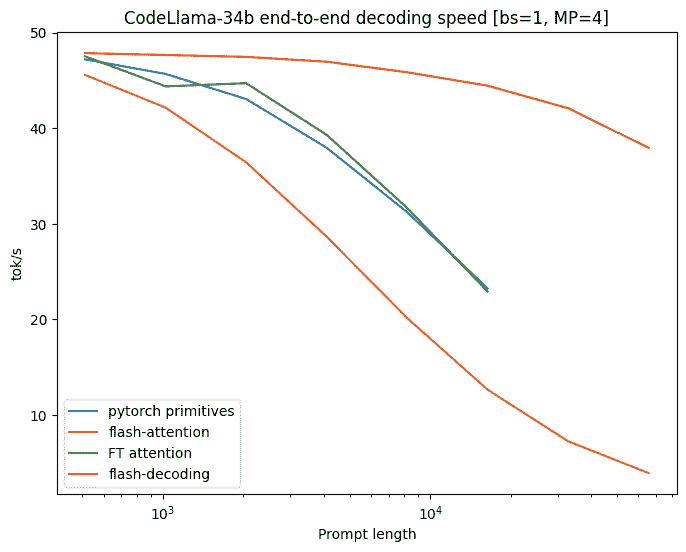 CodeLlama-34b end-to-end decoding speed [bs=1, MP=4]
50
40
30
20
10
tok/s
pytorch primitives
flash-attention
FT attention
flash-decoding
10³
10⁴
Prompt length